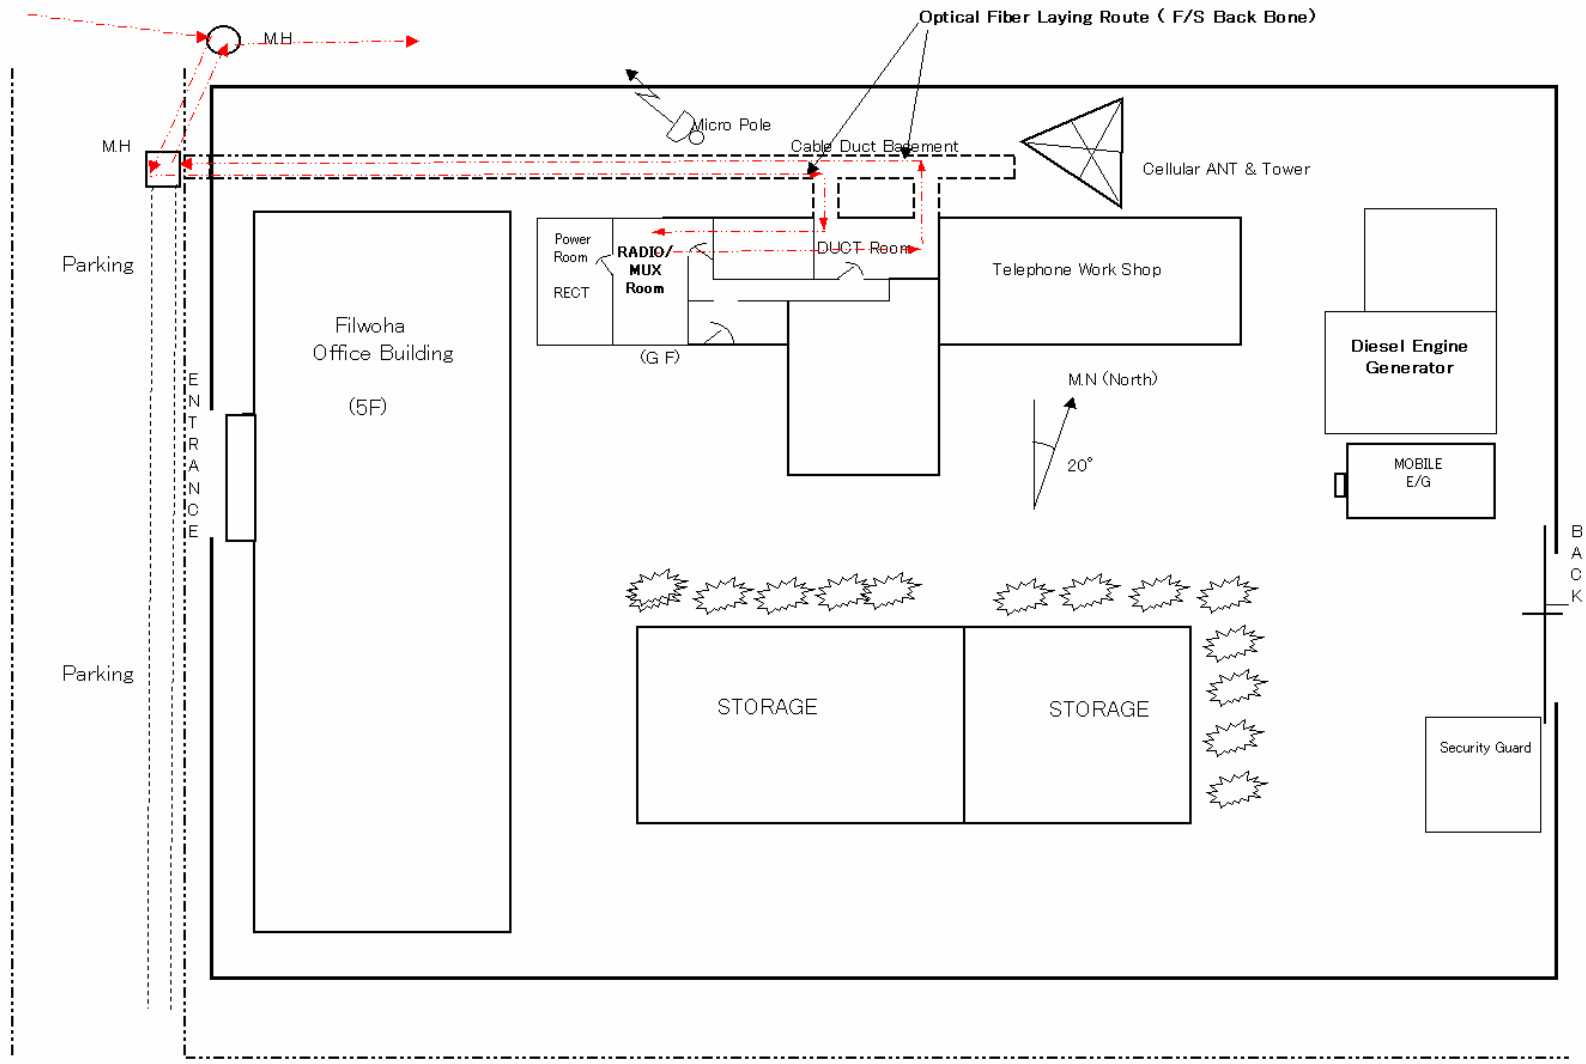 Optical Fiber Laying Route ( F/S Back Bone)
M.H
Micro Pole
M.H
Cable Duct Basement
Cellular ANT & Tower
Power
Room
RECT
RADIO/
MUX
Room
DUCT Room
Telephone Work Shop
Parking
Filwoha
Office Building
(5F)
(G F)
Diesel Engine
Generator
M.N (North)
20°
ENTRANCE
MOBILE
E/G
BACK
Parking
STORAGE
STORAGE
Security Guard